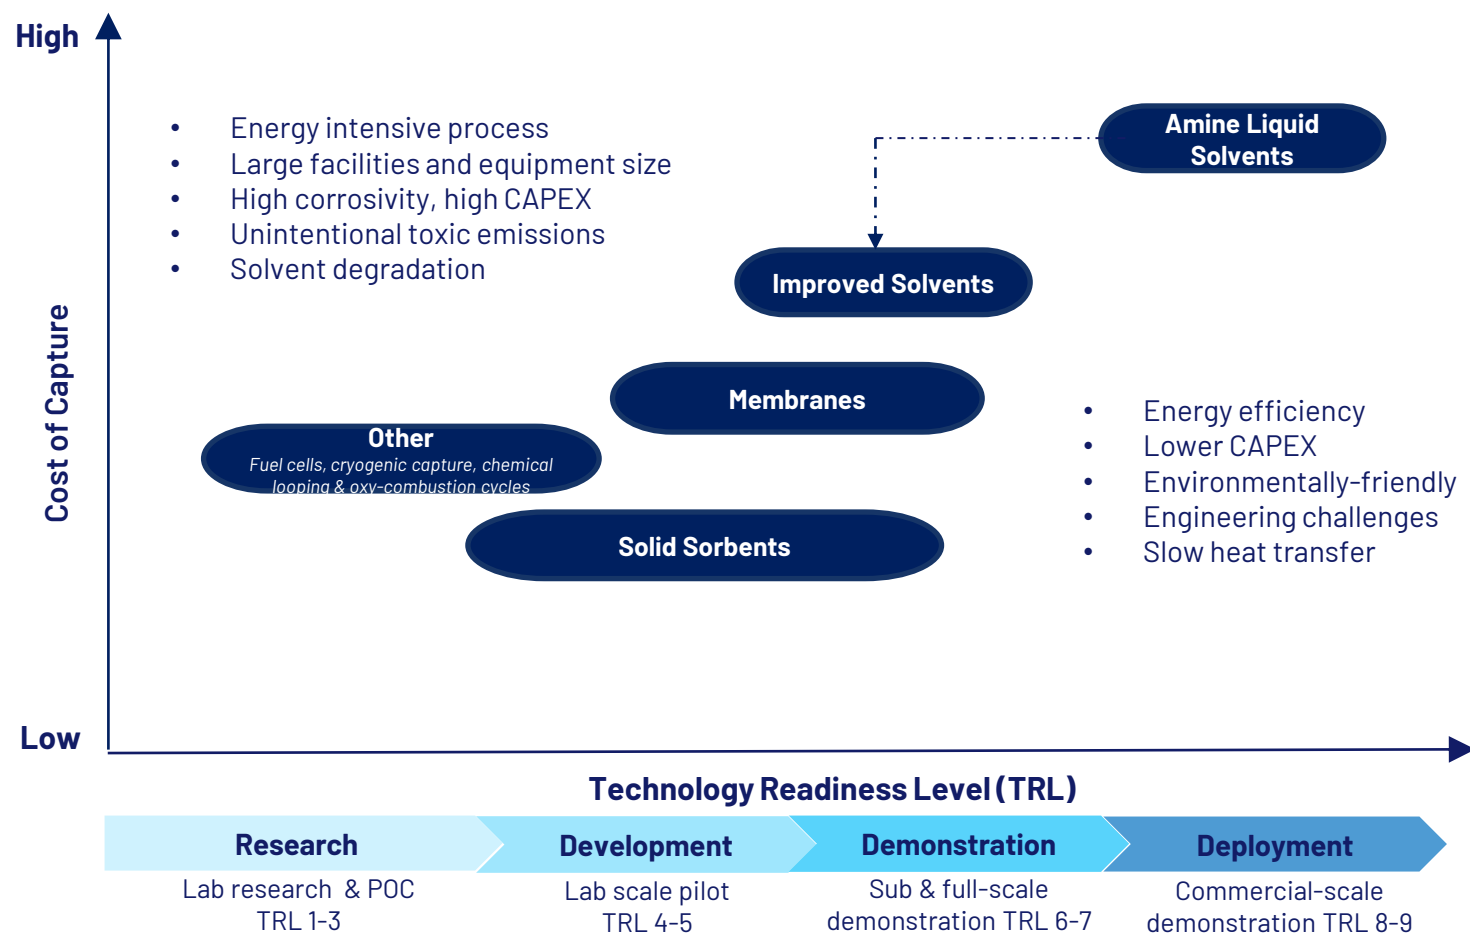 High
Amine Liquid
Solvents
• Energy intensive process
• Large facilities and equipment size
• High corrosivity, high CAPEX
• Unintentional toxic emissions
• Solvent degradation
Improved Solvents
Cost of Capture
Membranes
Other
Fuel cells, cryogenic capture, chemical
looping & oxy-combustion cycles
• Energy efficiency
• Lower CAPEX
• Environmentally-friendly
• Engineering challenges
• Slow heat transfer
Solid Sorbents
Low
Technology Readiness Level (TRL)
Research
Development
Demonstration
Deployment
Lab research & POC
TRL 1-3
Lab scale pilot
TRL 4-5
Sub & full-scale
demonstration TRL 6-7
Commercial-scale
demonstration TRL 8-9